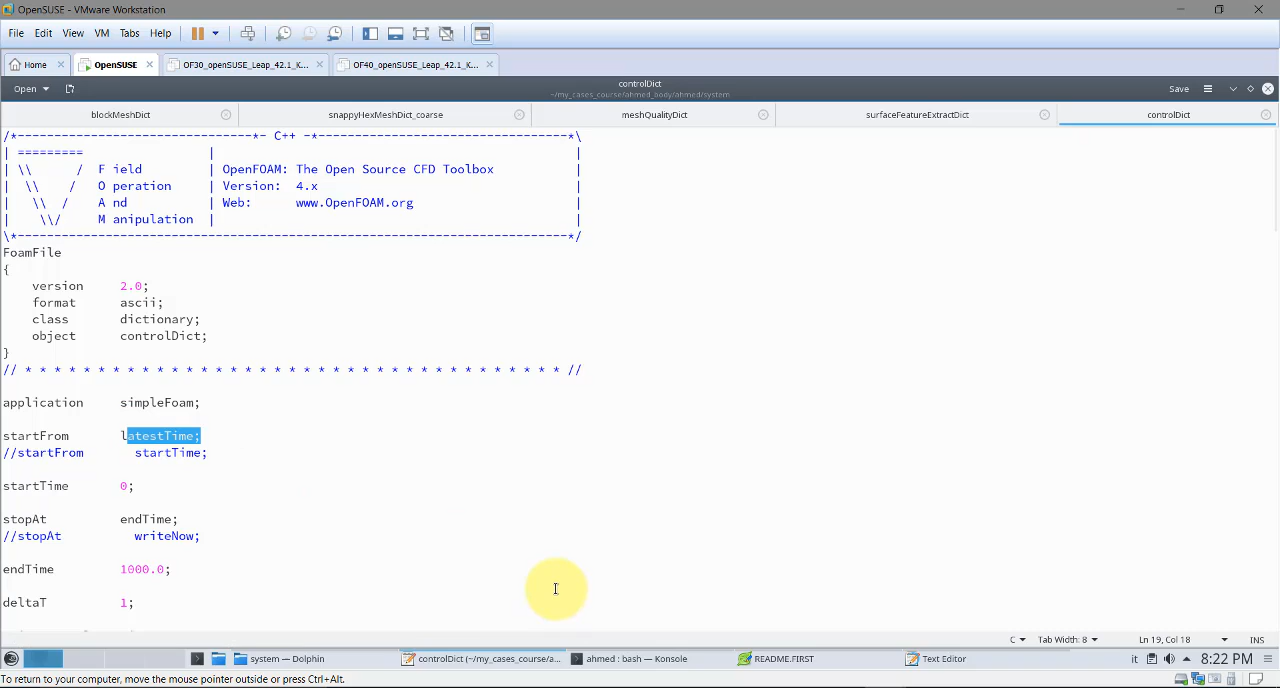 OpenSUSE - VMware Workstation
File Edit View VM Tabs Help
Home OpenSUSE OF30_openSUSE_Leap_42.1_K... OF40_openSUSE_Leap_42.1_K...
Open controlDict Save
~/my_cases_course/ahmed_body/ahmed/system
blockMeshDict snappyHexMeshDict_coarse meshQualityDict surfaceFeatureExtractDict controlDict
/*--------------------------------*- C++ -*----------------------------------*\
| ========= | |
| \\ / F ield | OpenFOAM: The Open Source CFD Toolbox |
| \\ / O peration | Version: 4.x |
| \\ / A nd | Web: www.OpenFOAM.org |
| \\/ M anipulation | |
\*---------------------------------------------------------------------------*/
FoamFile
{
version 2.0;
format ascii;
class dictionary;
object controlDict;
}
// * * * * * * * * * * * * * * * * * * * * * * * * * * * * * * * * * * * * * //
application simpleFoam;
startFrom latestTime;
//startFrom startTime;
startTime 0;
stopAt endTime;
//stopAt writeNow;
endTime 1000.0;
deltaT 1;
C Tab Width: 8 Ln 19, Col 18 INS
system — Dolphin controlDict (~/my_cases_course/a... ahmed : bash — Konsole README.FIRST Text Editor it 8:22 PM
To return to your computer, move the mouse pointer outside or press Ctrl+Alt.